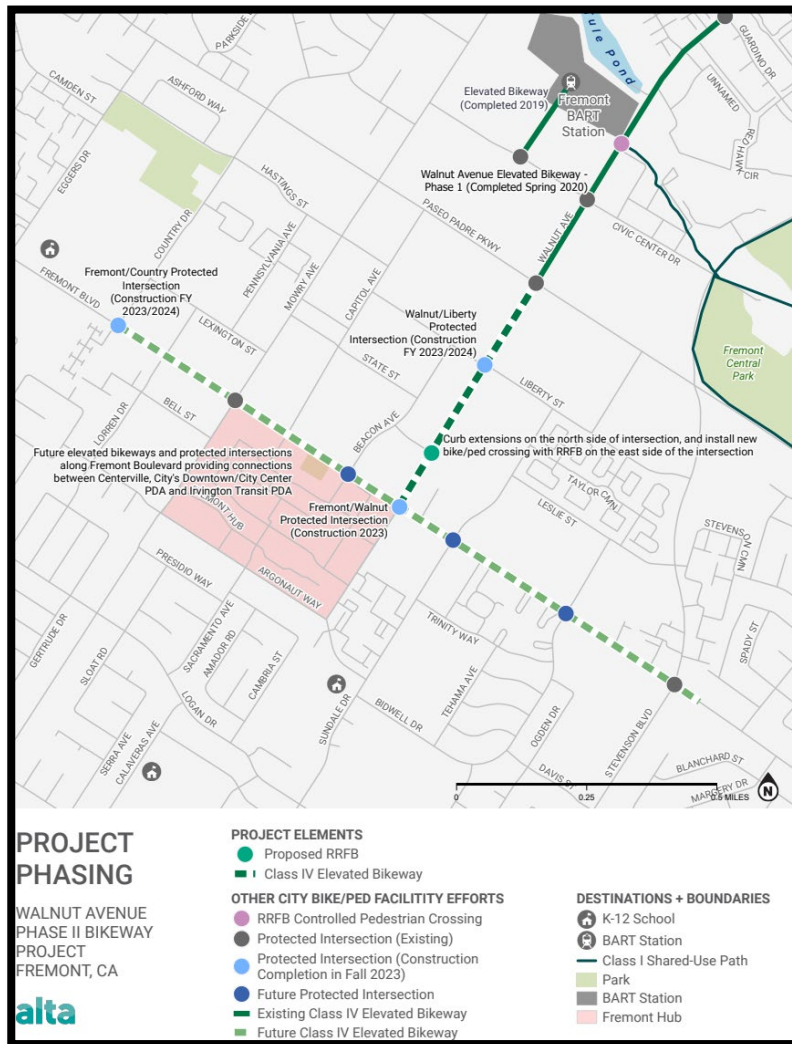 PARKSIDE
Tule Pond
GUARDINO DR
UNNAMED
RED HAWK
CIR
CAMDEN ST
ASHFORD WAY
Elevated Bikeway
(Completed 2019)
Fremont
BART
Station
EGGERS DR
HASTINGS ST
Walnut Avenue Elevated Bikeway -
Phase 1 (Completed Spring 2020)
COUNTRY DR
PENNSYLVANIA AVE
MOWRY AVE
PASEO PADRE PKWY
WALNUT AVE
CIVIC CENTER DR
FREMONT BLVD
Fremont/Country Protected
Intersection
(Construction FY
2023/2024)
CAPITOL AVE
LEXINGTON ST
Walnut/Liberty
Protected
Intersection (Construction
FY 2023/2024)
STATE ST
LIBERTY ST
Fremont
Central
Park
LORREN DR
BELL ST
BEACON AVE
Curb extensions on the north side of intersection, and install new
bike/ped crossing with RRFB on the east side of the intersection
Future elevated bikeways and protected intersections
along Fremont Boulevard providing connections
between Centerville, City's Downtown/City Center
PDA and Irvington Transit PDA
TAYLOR CMN
LESLIE ST
STEVENSON CMN
FREMONT HUB
Fremont/Walnut
Protected Intersection
(Construction 2023)
PRESIDIO WAY
ARGONAUT WAY
GERTRUDE DR
SLOAT RD
SACRAMENTO AVE
AMADOR RD
CAMBRIA ST
TRINITY WAY
SPADY ST
LOGAN DR
SUNDALE DR
BIDWELL DR
TEHAMA AVE
OGDEN DR
STEVENSON BLVD
SERRA AVE
CALAVERAS AVE
DAVIS ST
BLANCHARD ST
MARGERY DR
0
0.25
0.5 MILES
N
PROJECT
PHASING
WALNUT AVENUE
PHASE II BIKEWAY
PROJECT
FREMONT, CA
alta
PROJECT ELEMENTS
Proposed RRFB
Class IV Elevated Bikeway
OTHER CITY BIKE/PED FACILITITY EFFORTS
RRFB Controlled Pedestrian Crossing
Protected Intersection (Existing)
Protected Intersection (Construction
Completion in Fall 2023)
Future Protected Intersection
Existing Class IV Elevated Bikeway
Future Class IV Elevated Bikeway
DESTINATIONS + BOUNDARIES
K-12 School
BART Station
Class I Shared-Use Path
Park
BART Station
Fremont Hub